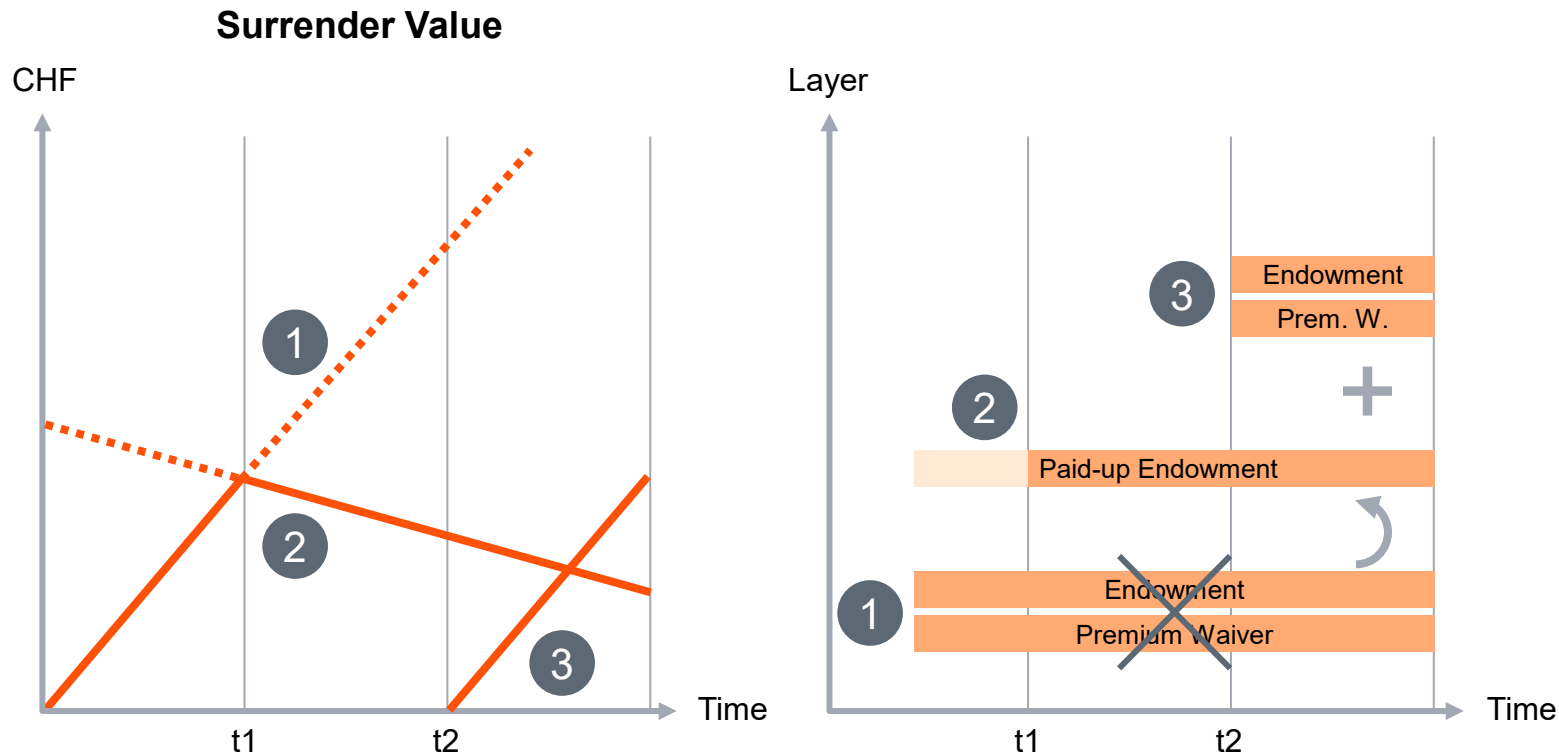 Surrender Value
CHF
1
2
3
Time
t1
t2
Layer
Endowment
3
Prem. W.
2
Paid-up Endowment
Endowment
1
Premium Waiver
Time
t1
t2